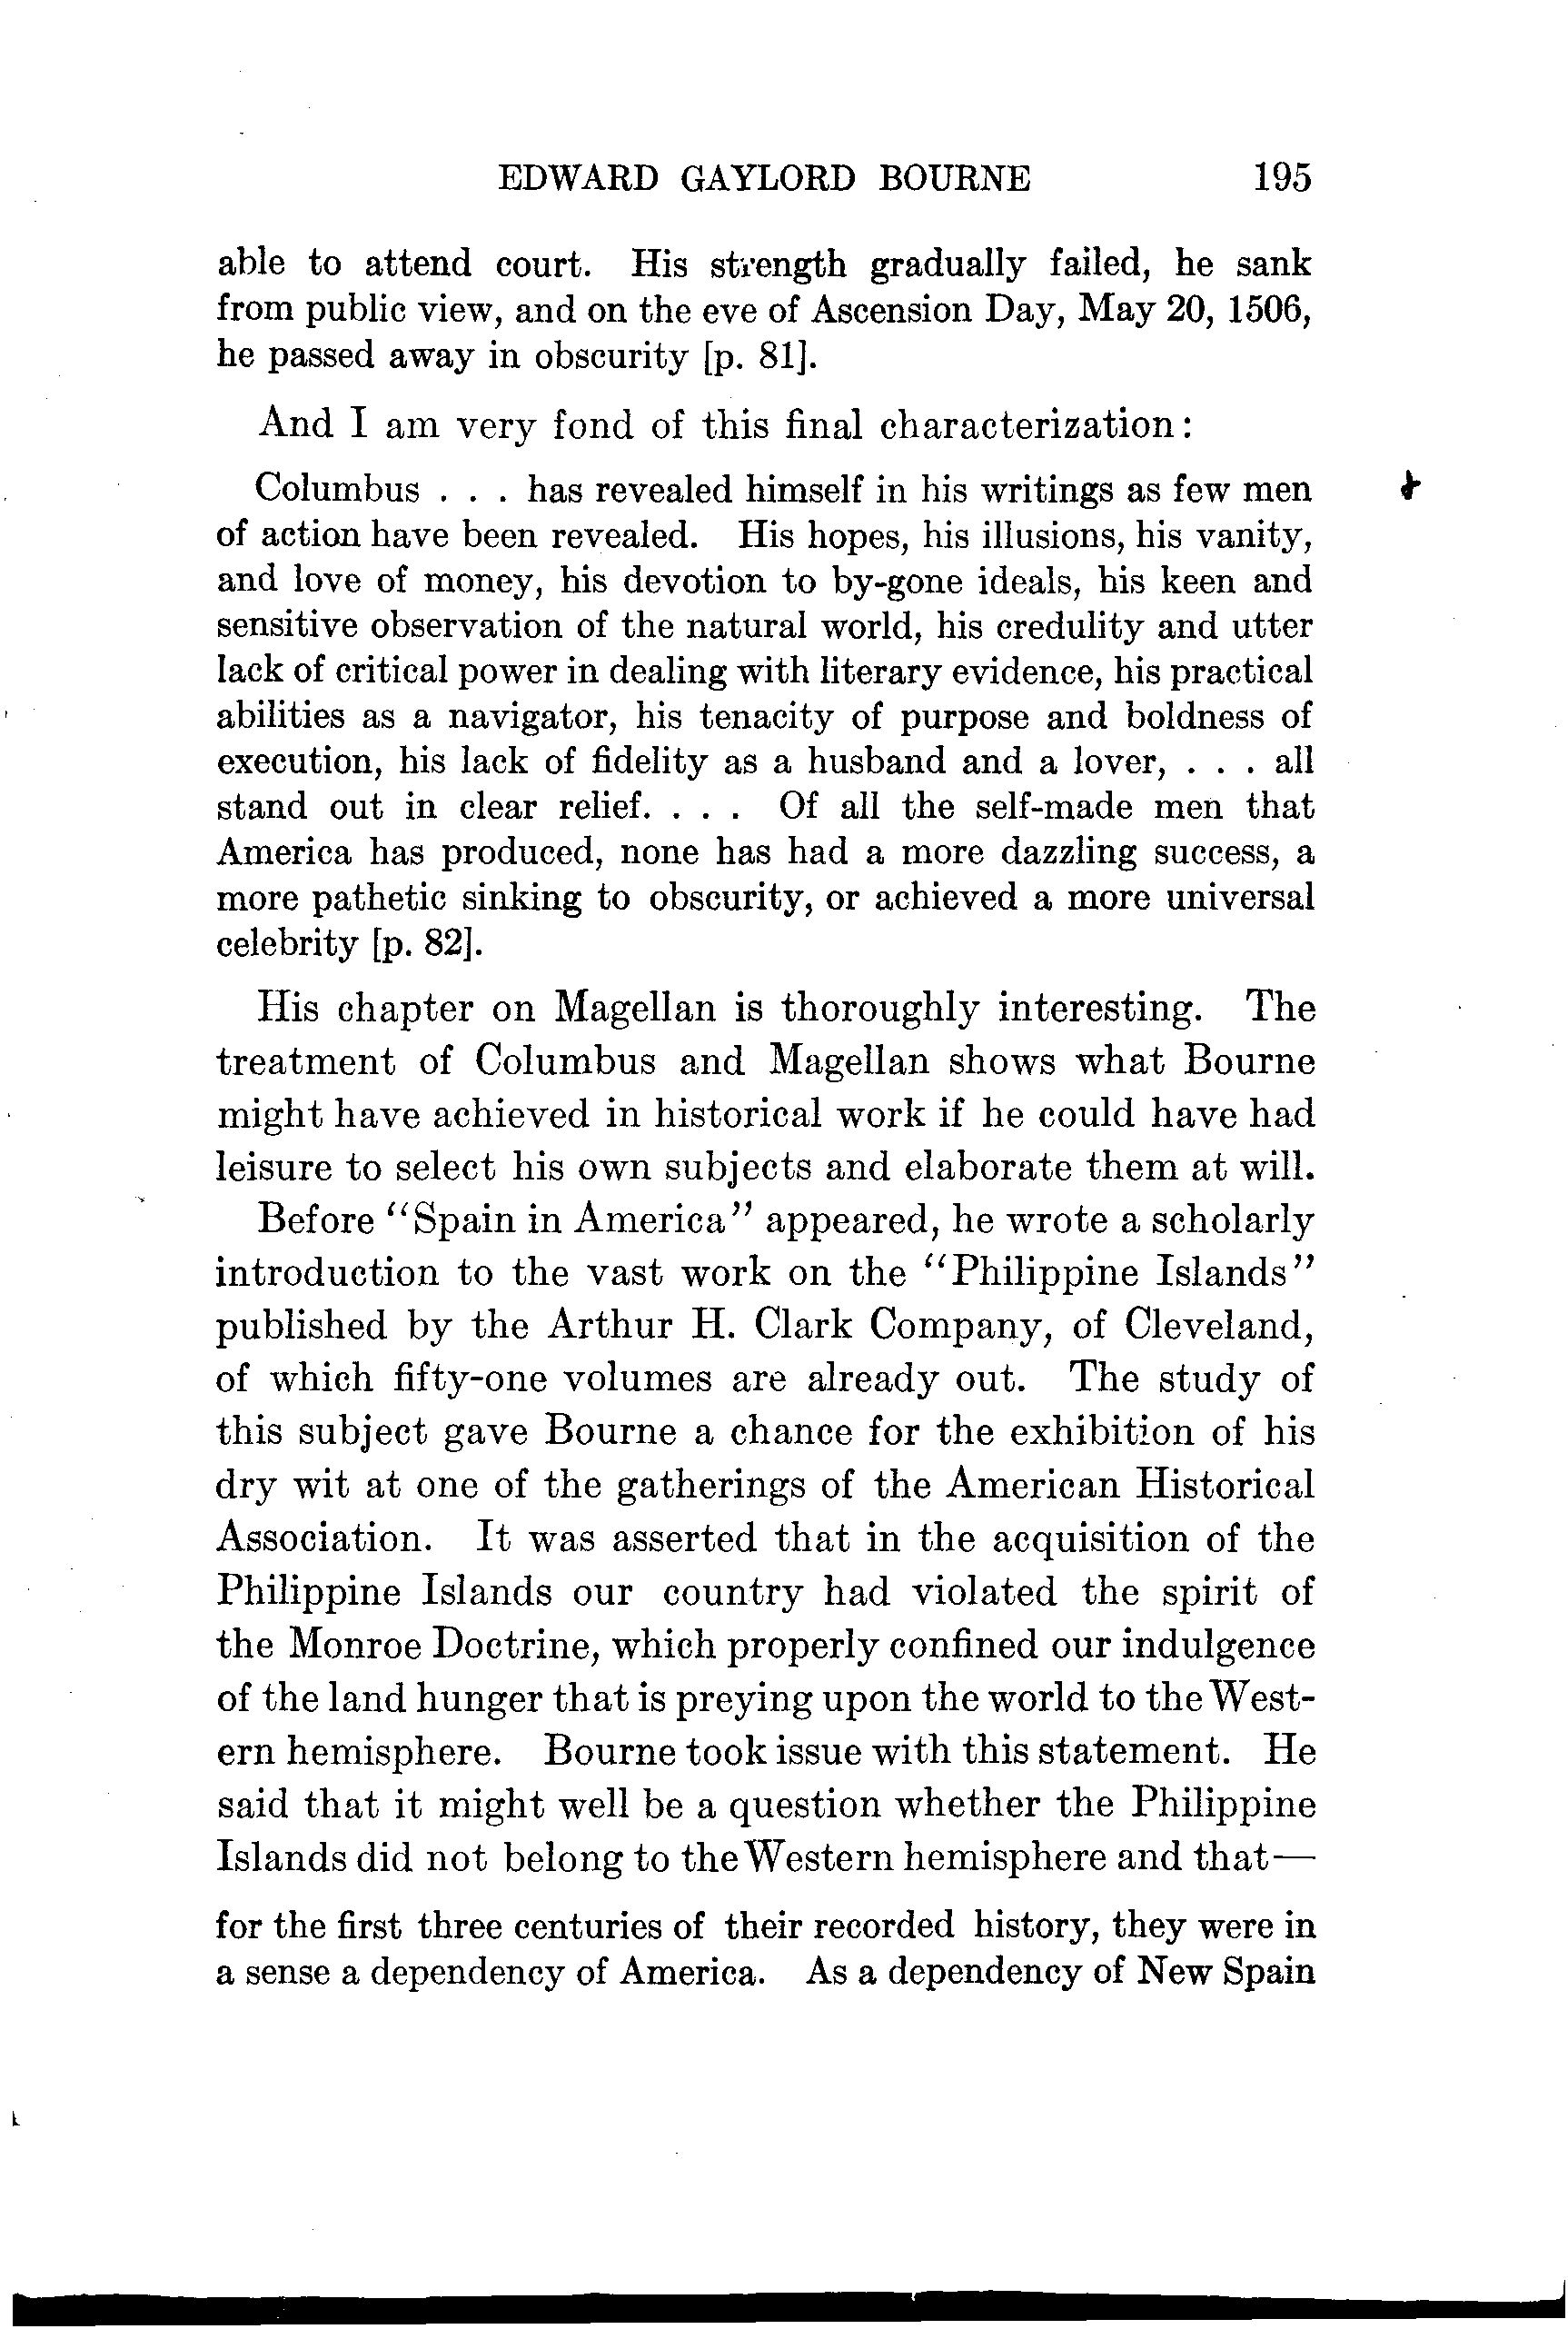 EDWARD GAYLORD BOURNE 195
able to attend court. His strength gradually failed, he sank
from public view, and on the eve of Ascension Day, May 20, 1506,
he passed away in obscurity [p. 81].
And I am very fond of this final characterization:
Columbus . . . has revealed himself in his writings as few men
of action have been revealed. His hopes, his illusions, his vanity,
and love of money, his devotion to by-gone ideals, his keen and
sensitive observation of the natural world, his credulity and utter
lack of critical power in dealing with literary evidence, his practical
abilities as a navigator, his tenacity of purpose and boldness of
execution, his lack of fidelity as a husband and a lover, . . . all
stand out in clear relief. . . . Of all the self-made men that
America has produced, none has had a more dazzling success, a
more pathetic sinking to obscurity, or achieved a more universal
celebrity [p. 82].
His chapter on Magellan is thoroughly interesting. The
treatment of Columbus and Magellan shows what Bourne
might have achieved in historical work if he could have had
leisure to select his own subjects and elaborate them at will.
Before "Spain in America" appeared, he wrote a scholarly
introduction to the vast work on the "Philippine Islands"
published by the Arthur H. Clark Company, of Cleveland,
of which fifty-one volumes are already out. The study of
this subject gave Bourne a chance for the exhibition of his
dry wit at one of the gatherings of the American Historical
Association. It was asserted that in the acquisition of the
Philippine Islands our country had violated the spirit of
the Monroe Doctrine, which properly confined our indulgence
of the land hunger that is preying upon the world to the West-
ern hemisphere. Bourne took issue with this statement. He
said that it might well be a question whether the Philippine
Islands did not belong to the Western hemisphere and that—
for the first three centuries of their recorded history, they were in
a sense a dependency of America. As a dependency of New Spain